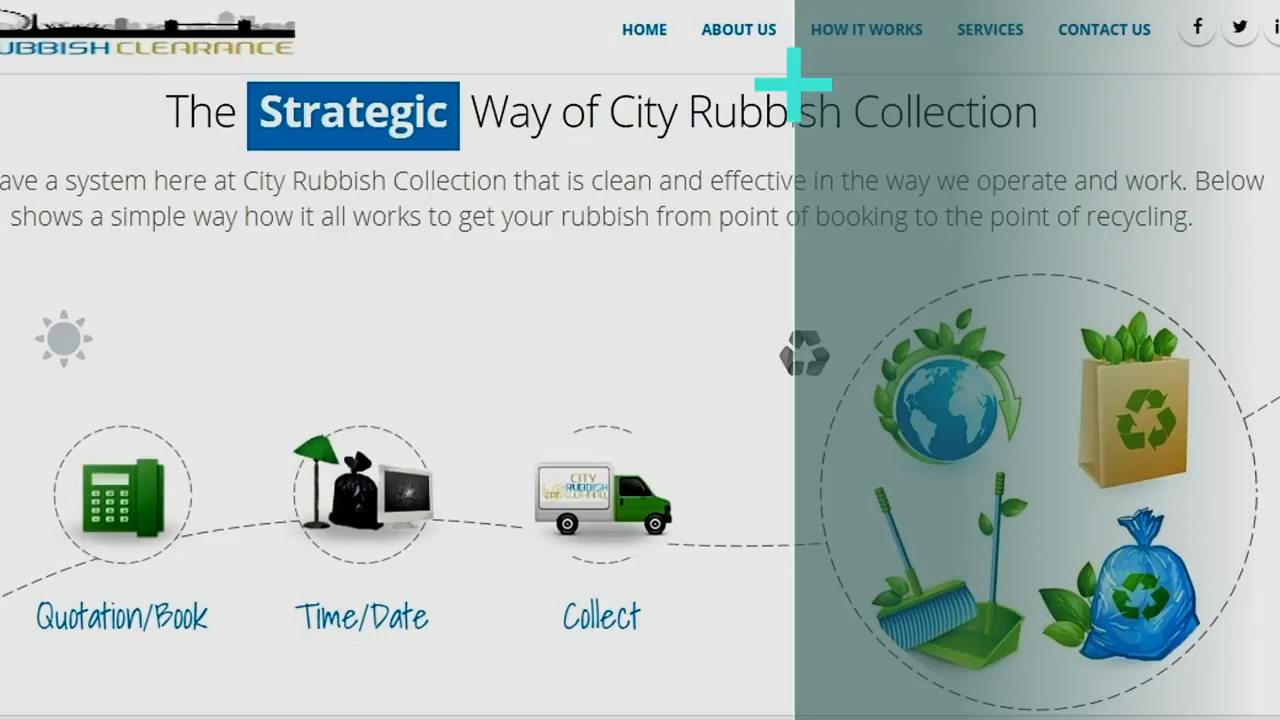 UBBISH CLEARANCE
HOME ABOUT US HOW IT WORKS SERVICES CONTACT US
The Strategic Way of City Rubbish Collection
ave a system here at City Rubbish Collection that is clean and effective in the way we operate and work. Below
shows a simple way how it all works to get your rubbish from point of booking to the point of recycling.
CITY
RUBBISH
CLEARANCE
Quotation/Book Time/Date Collect